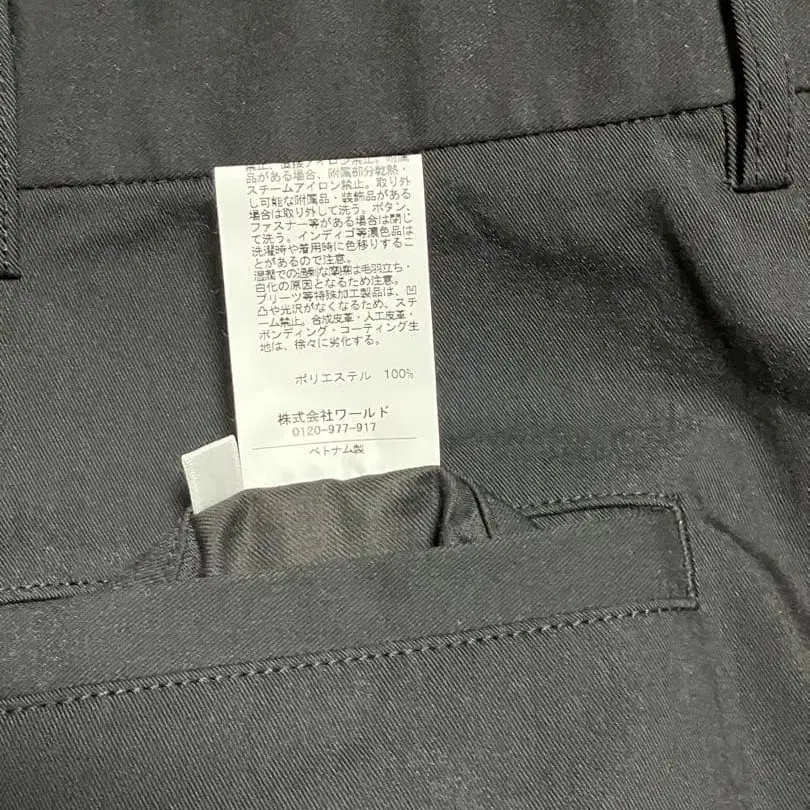 禁止、直接アイロン禁止。附属
品がある場合、附属部分乾熱・
スチームアイロン禁止。取り外
し可能な附属品・装飾品がある
場合は取り外して洗う。ボタン、
ファスナー等がある場合は閉じ
て洗う。インディゴ等濃色品は
洗濯時や着用時に色移りするこ
とがあるので注意。
湿潤での過剰な摩擦は毛羽立ち・
白化の原因となるため注意。
プリーツ等特殊加工製品は、凹
凸や光沢がなくなるため、スチ
ーム禁止。合成皮革・人工皮革・
ボンディング・コーティング生
地は、徐々に劣化する。
ポリエステル 100%
株式会社ワールド
0120-977-917
ベトナム製